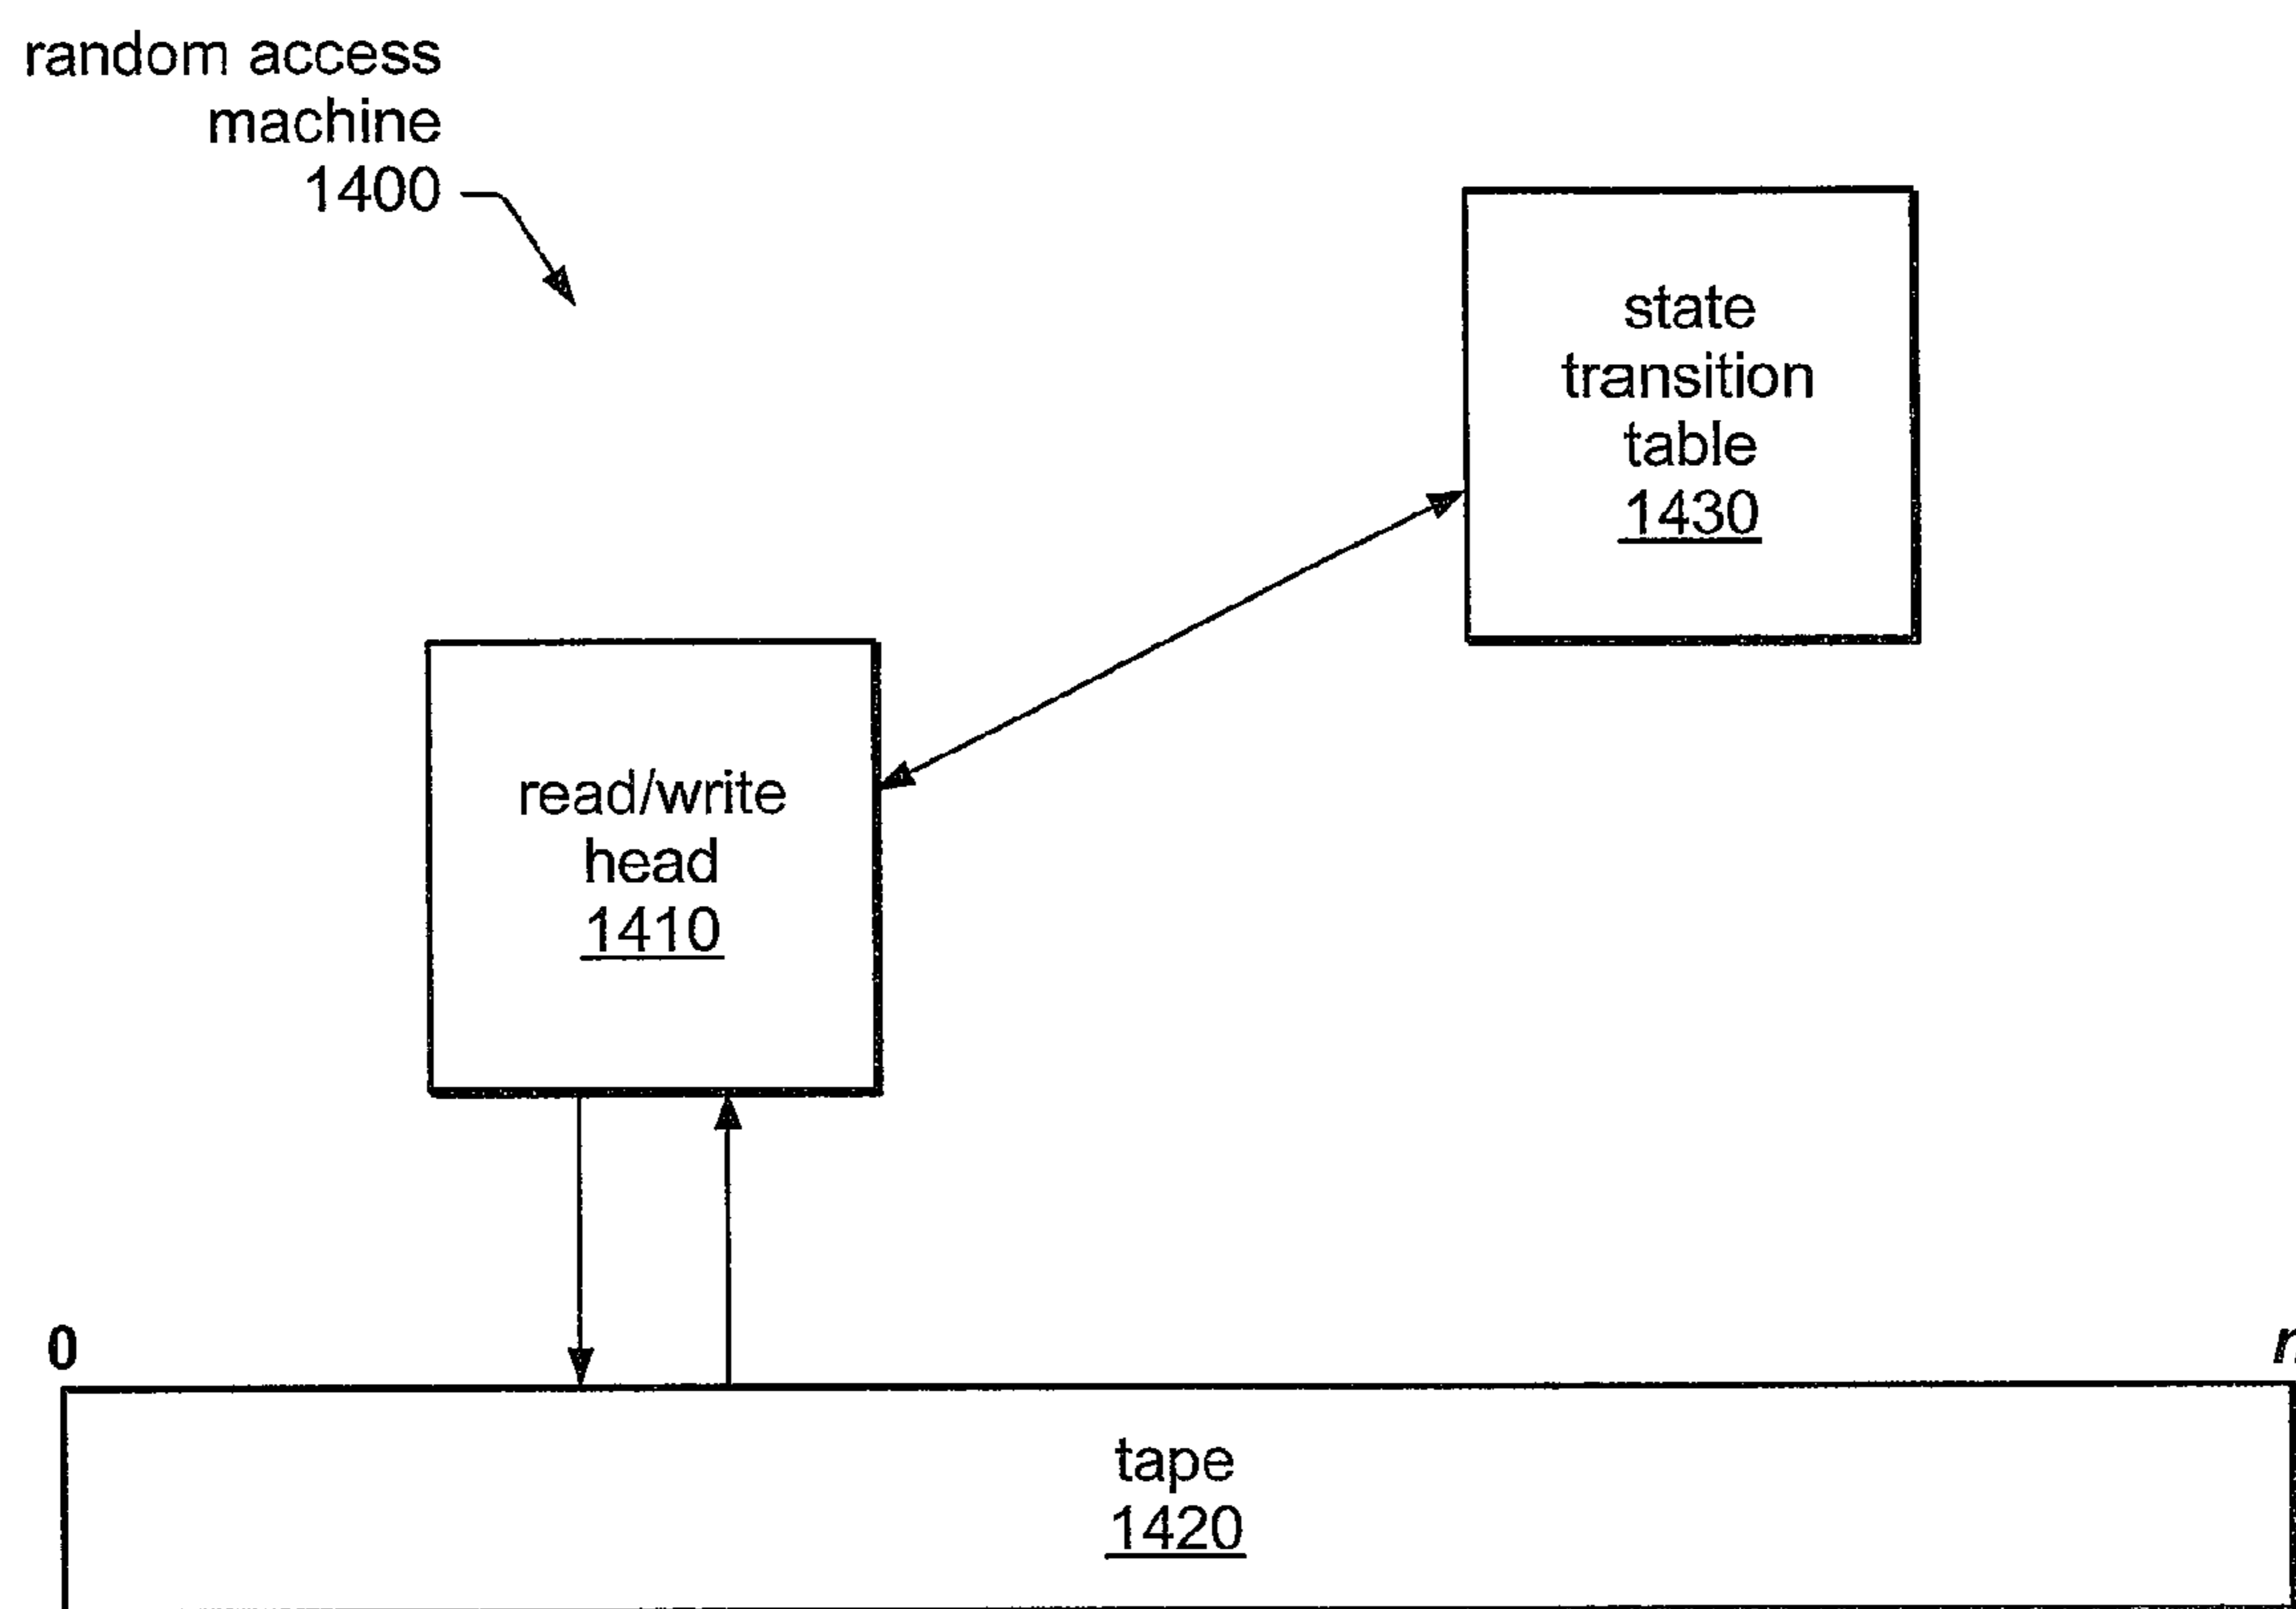 random access
machine
1400
state
transition
table
1430
read/write
head
1410
0
n
tape
1420